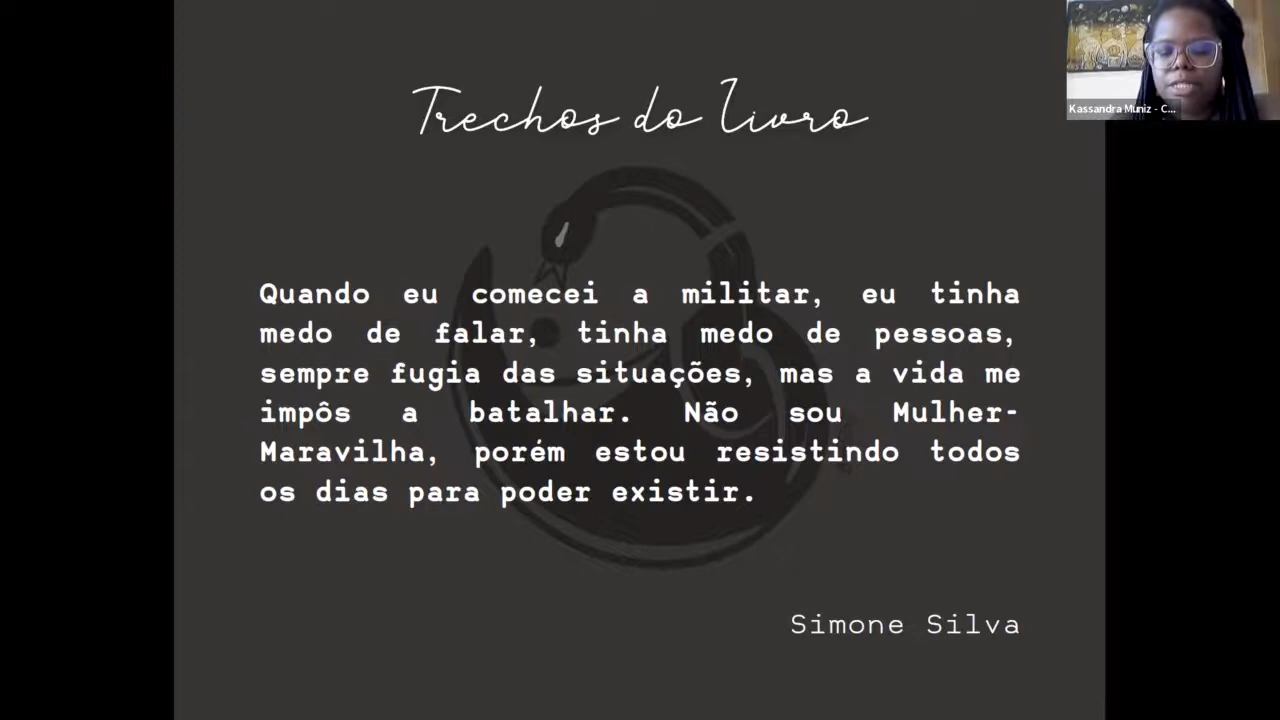 Trechos do livro
Kassandra Muniz - C...
Quando eu comecei a militar, eu tinha
medo de falar, tinha medo de pessoas,
sempre fugia das situações, mas a vida me
impôs a batalhar. Não sou Mulher-
Maravilha, porém estou resistindo todos
os dias para poder existir.
Simone Silva